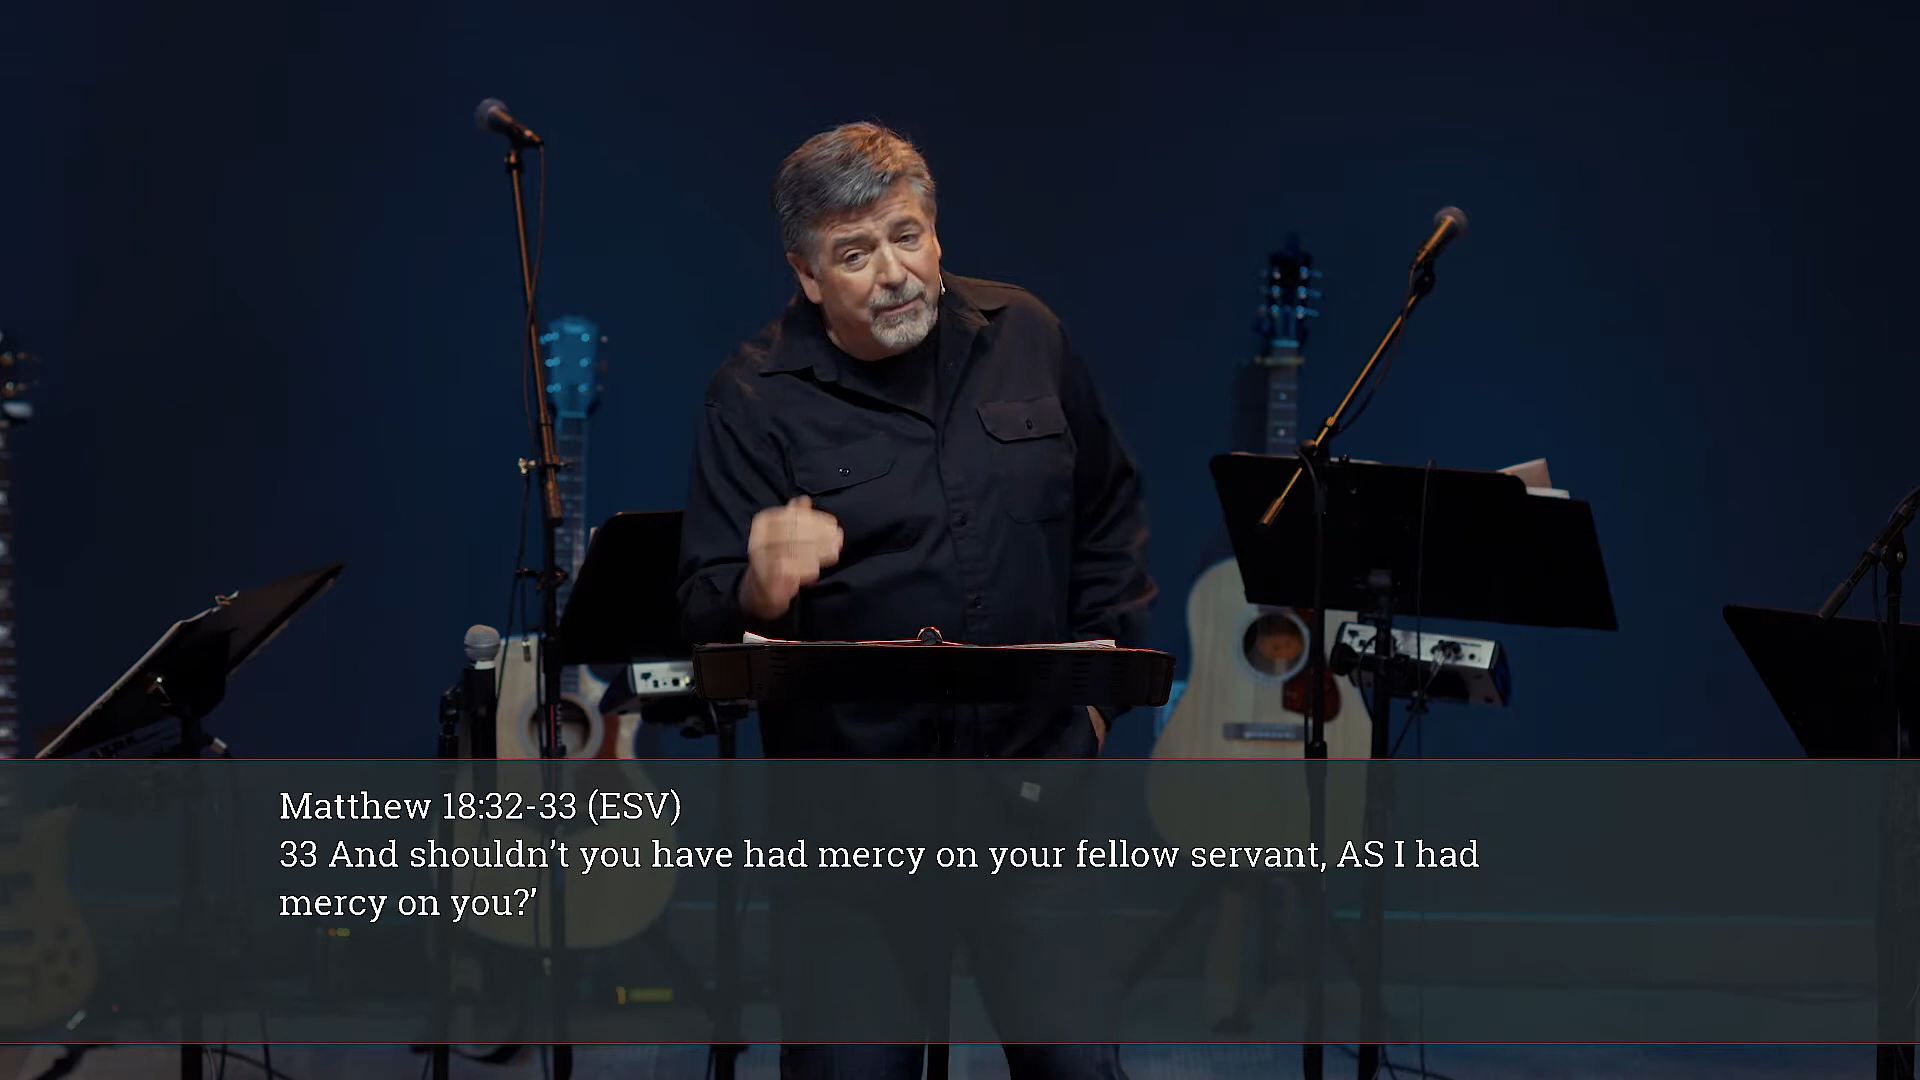 Matthew 18:32-33 (ESV)
33 And shouldn’t you have had mercy on your fellow servant, AS I had
mercy on you?’